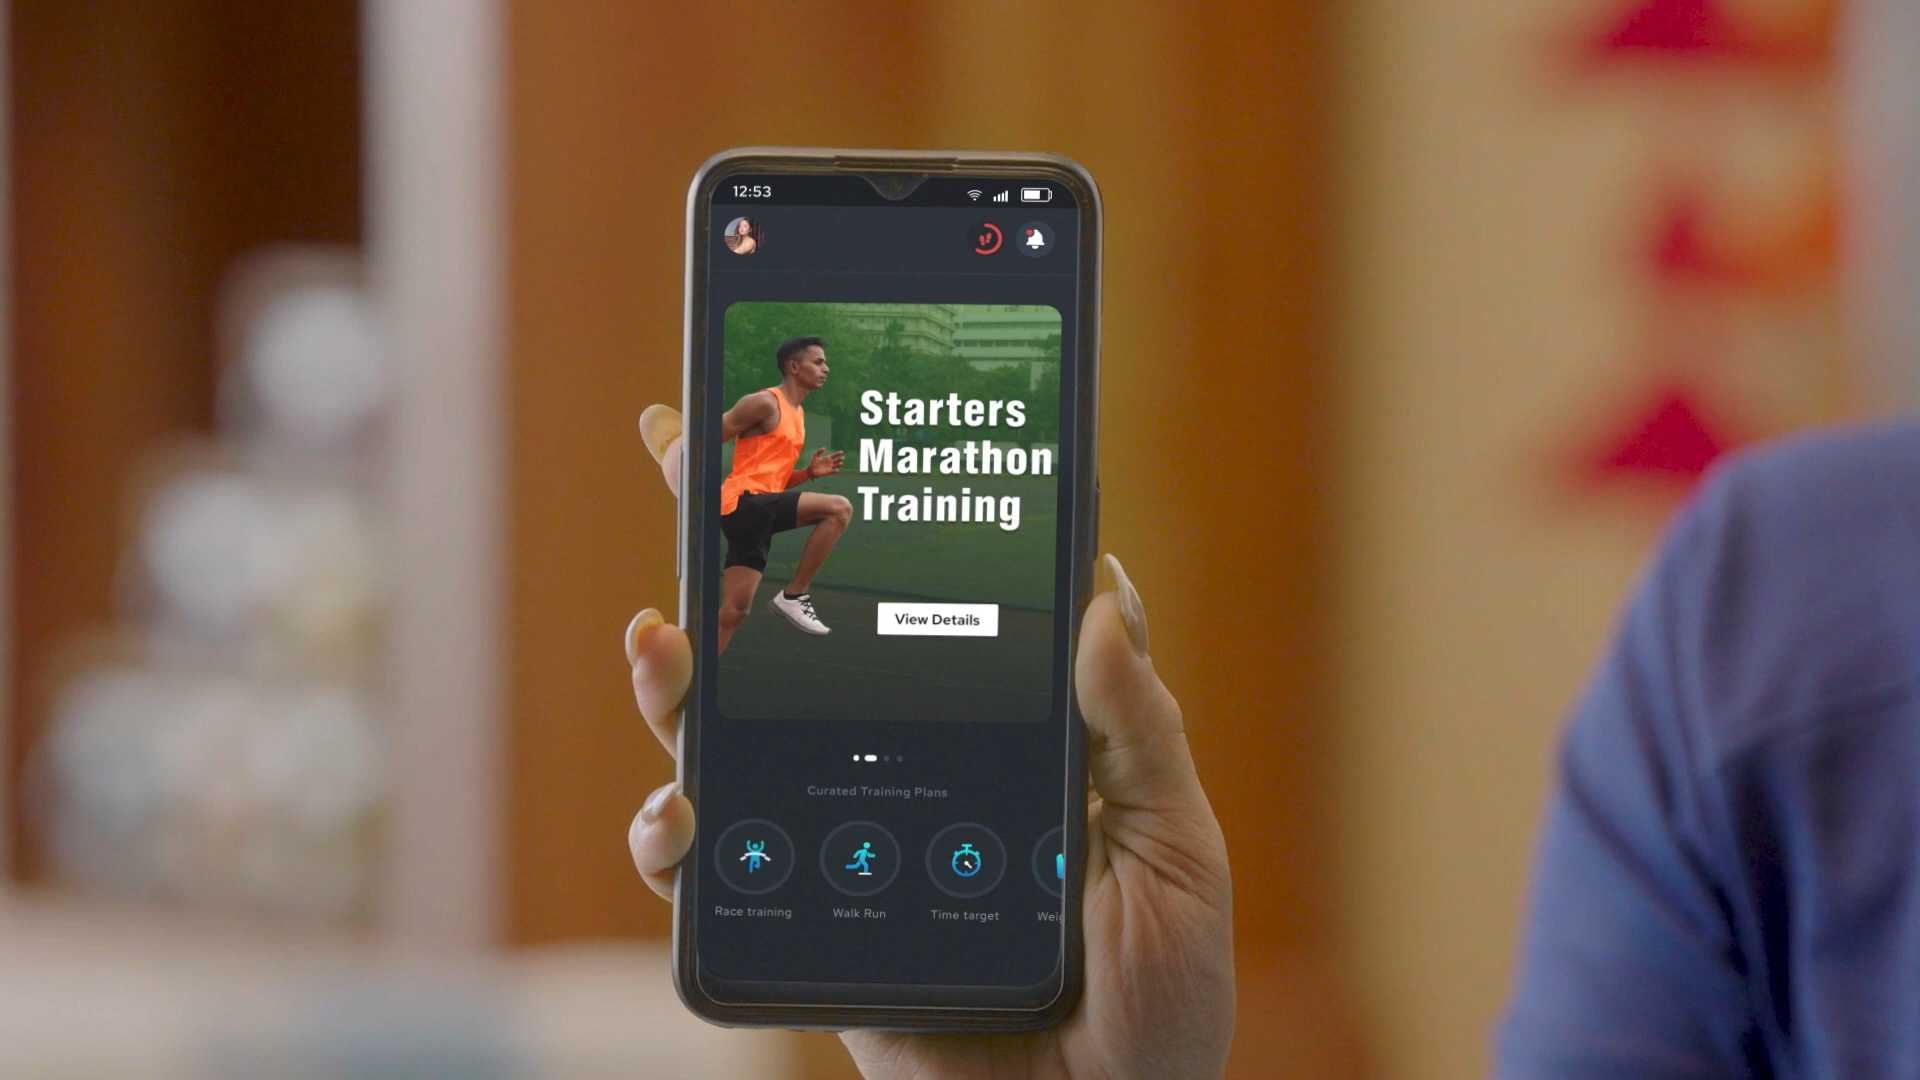 12:53
Starters
Marathon
Training
View Details
Curated Training Plans
Race training
Walk Run
Time target